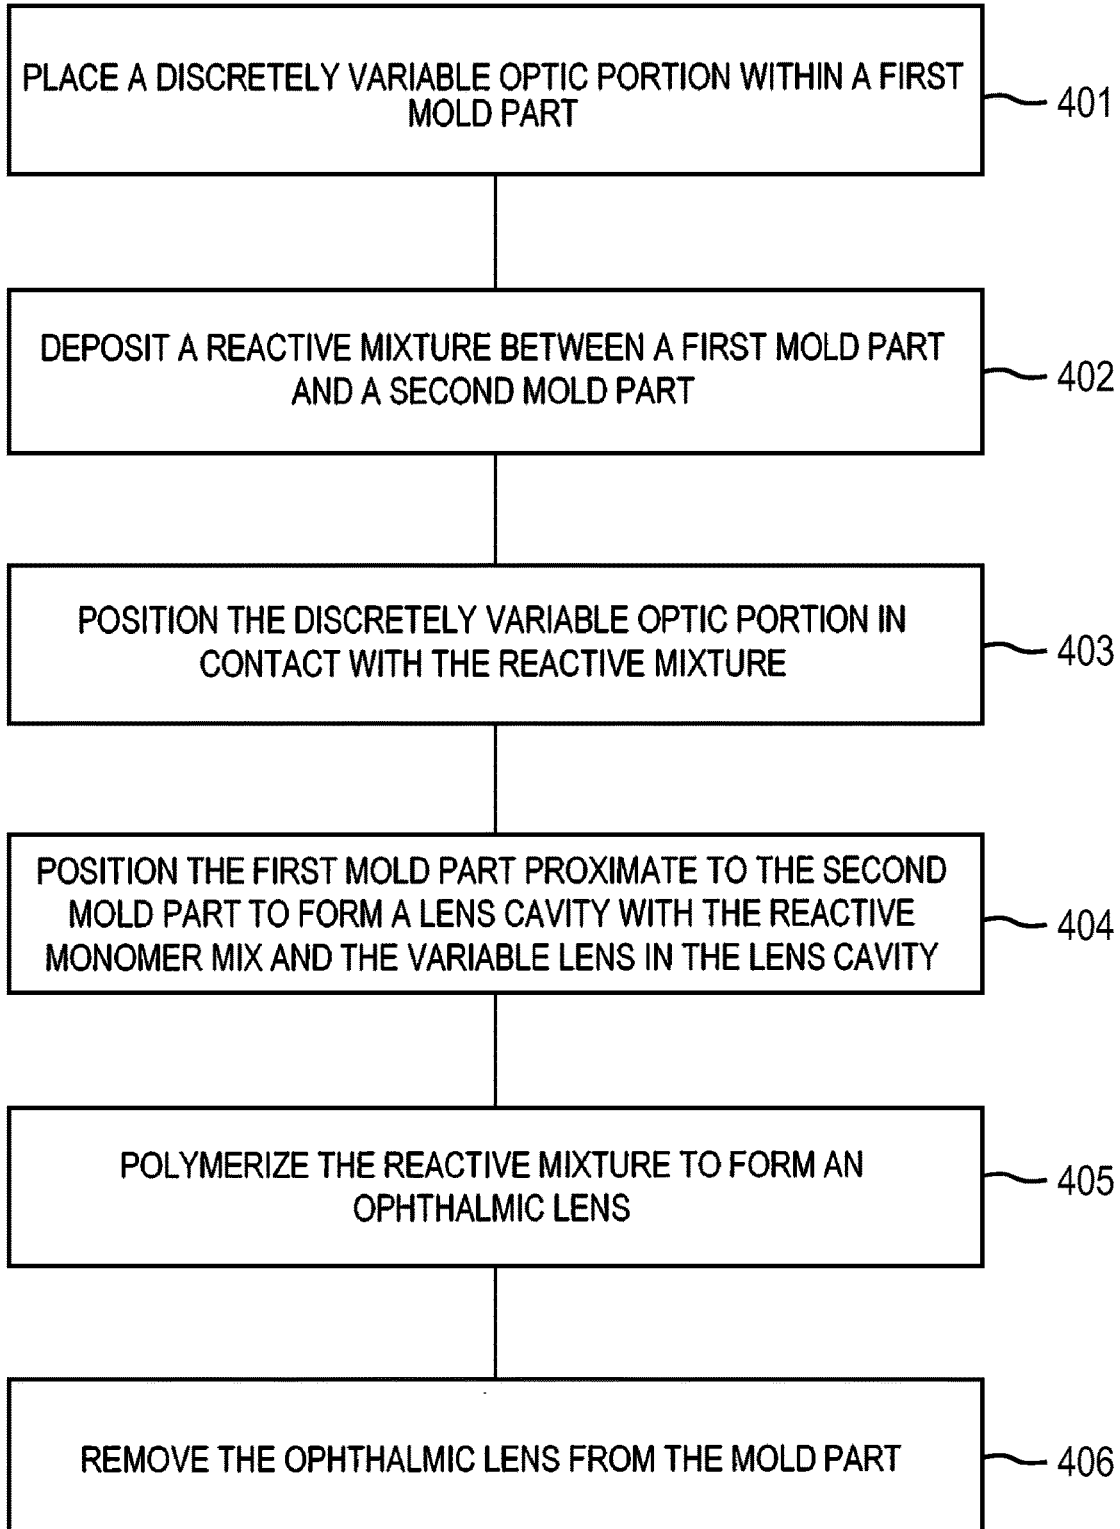 PLACE A DISCRETELY VARIABLE OPTIC PORTION WITHIN A FIRST
MOLD PART
401
DEPOSIT A REACTIVE MIXTURE BETWEEN A FIRST MOLD PART
AND A SECOND MOLD PART
402
POSITION THE DISCRETELY VARIABLE OPTIC PORTION IN
CONTACT WITH THE REACTIVE MIXTURE
403
POSITION THE FIRST MOLD PART PROXIMATE TO THE SECOND
MOLD PART TO FORM A LENS CAVITY WITH THE REACTIVE
MONOMER MIX AND THE VARIABLE LENS IN THE LENS CAVITY
404
POLYMERIZE THE REACTIVE MIXTURE TO FORM AN
OPHTHALMIC LENS
405
REMOVE THE OPHTHALMIC LENS FROM THE MOLD PART
406